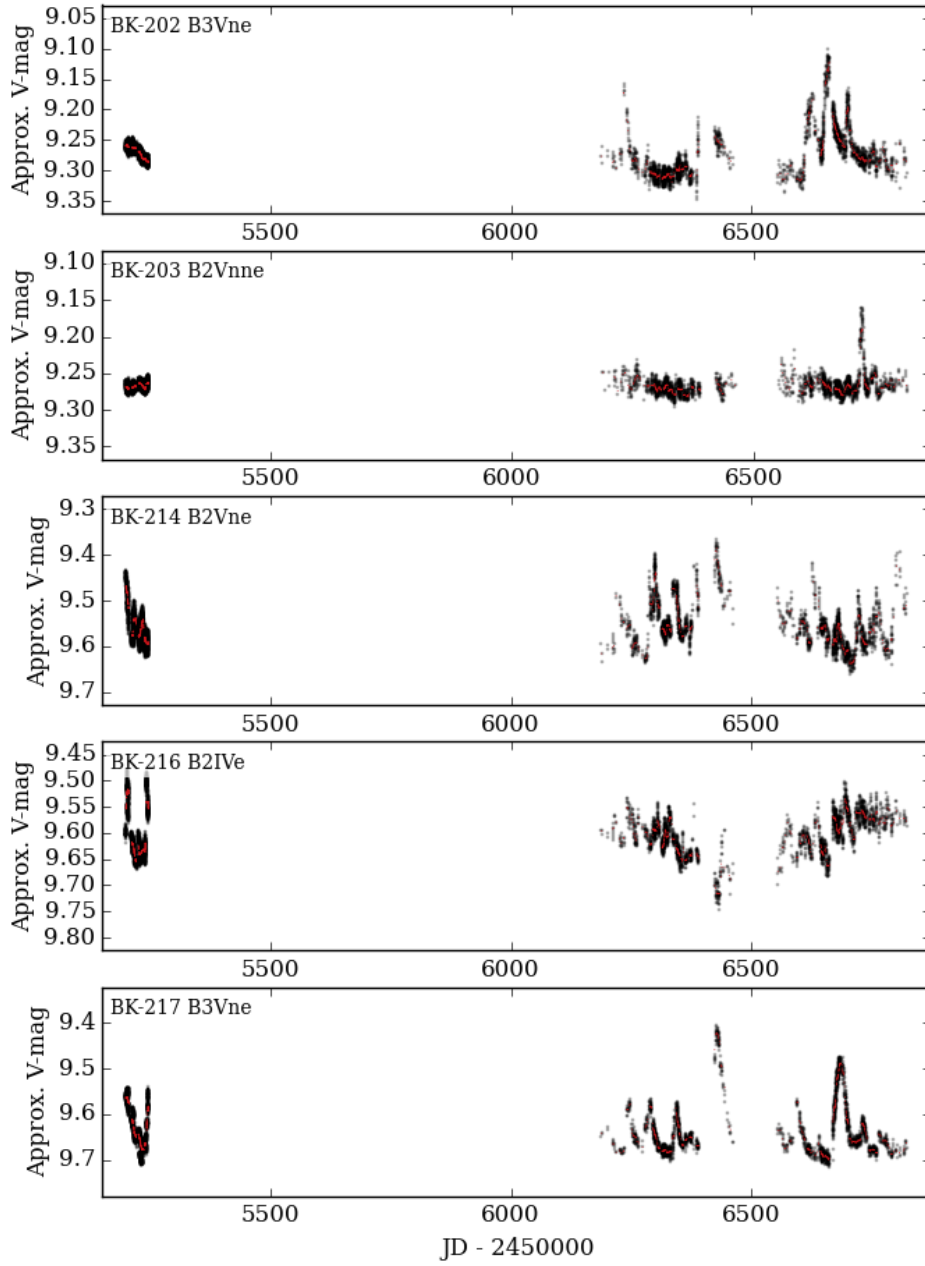 9.05
BK-202 B3Vne
9.10
9.15
9.20
9.25
9.30
9.35
Approx. V-mag
5500 6000 6500
9.10
BK-203 B2Vnne
9.15
9.20
9.25
9.30
9.35
Approx. V-mag
5500 6000 6500
9.3
BK-214 B2Vne
9.4
9.5
9.6
9.7
Approx. V-mag
5500 6000 6500
9.45
BK-216 B2IVe
9.50
9.55
9.60
9.65
9.70
9.75
9.80
Approx. V-mag
5500 6000 6500
BK-217 B3Vne
9.4
9.5
9.6
9.7
Approx. V-mag
5500 6000 6500
JD - 2450000